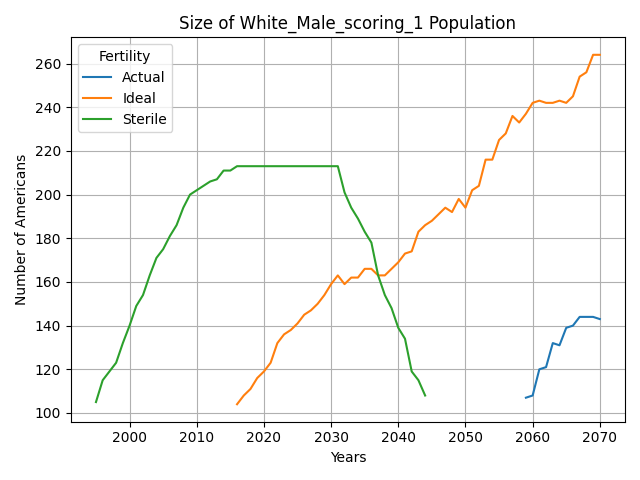 Size of White_Male_scoring_1 Population
Fertility
Actual
Ideal
Sterile
Number of Americans
260
240
220
200
180
160
140
120
100
2000 2010 2020 2030 2040 2050 2060 2070
Years